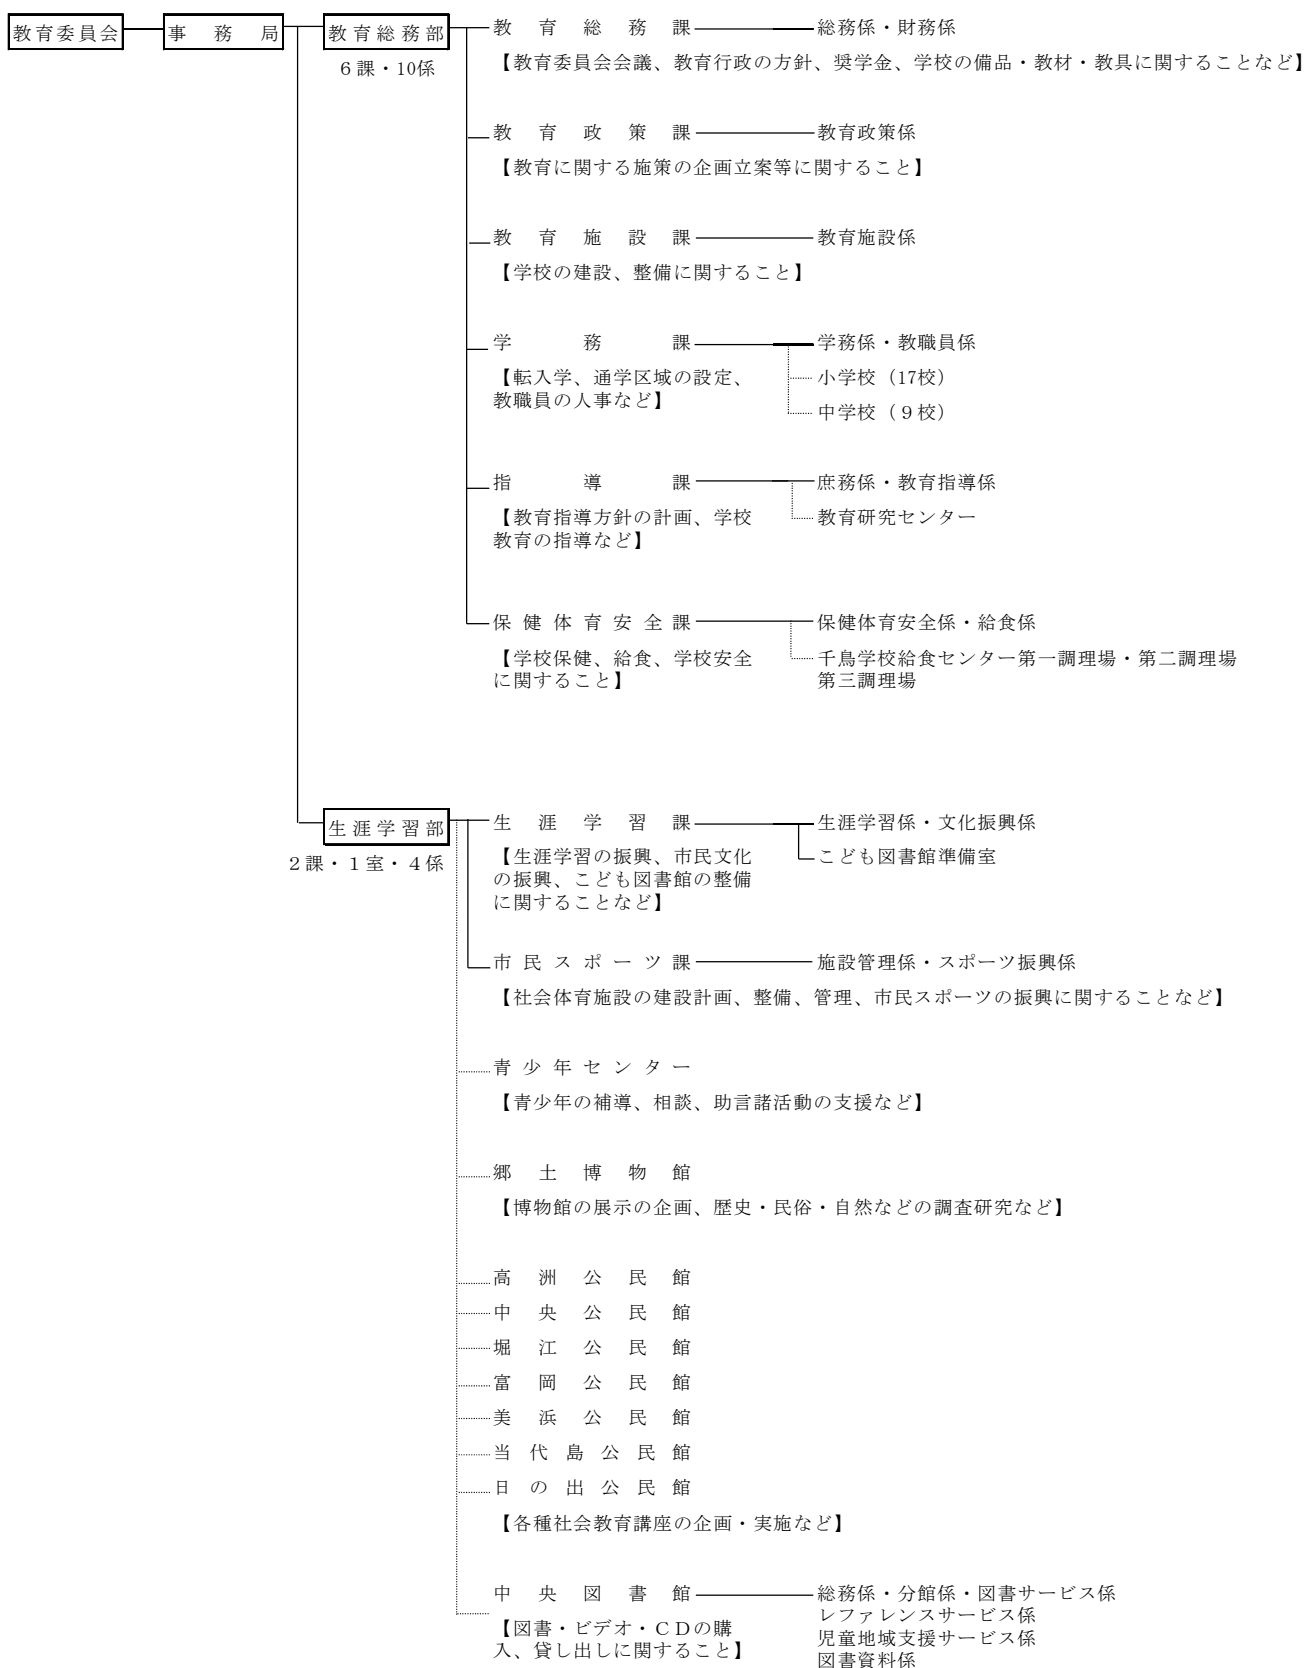 教育委員会 事務局 教育総務部 教育総務課 総務係・財務係
６課・10係
【教育委員会会議、教育行政の方針、奨学金、学校の備品・教材・教具に関することなど】
教育政策課 教育政策係
【教育に関する施策の企画立案等に関すること】
教育施設課 教育施設係
【学校の建設、整備に関すること】
学務課 学務係・教職員係
【転入学、通学区域の設定、 小学校（17校）
教職員の人事など】
中学校（９校）
指導課 庶務係・教育指導係
【教育指導方針の計画、学校 教育研究センター
教育の指導など】
保健体育安全課 保健体育安全係・給食係
【学校保健、給食、学校安全 千鳥学校給食センター第一調理場・第二調理場
に関すること】 第三調理場
生涯学習部 生涯学習課 生涯学習係・文化振興係
２課・１室・４係
【生涯学習の振興、市民文化 こども図書館準備室
の振興、こども図書館の整備
に関することなど】
市民スポーツ課 施設管理係・スポーツ振興係
【社会体育施設の建設計画、整備、管理、市民スポーツの振興に関することなど】
青少年センター
【青少年の補導、相談、助言諸活動の支援など】
郷土博物館
【博物館の展示の企画、歴史・民俗・自然などの調査研究など】
高洲公民館
中央公民館
堀江公民館
富岡公民館
美浜公民館
当代島公民館
日の出公民館
【各種社会教育講座の企画・実施など】
中央図書館 総務係・分館係・図書サービス係
レファレンスサービス係
【図書・ビデオ・ＣＤの購 児童地域支援サービス係
入、貸し出しに関すること】 図書資料係